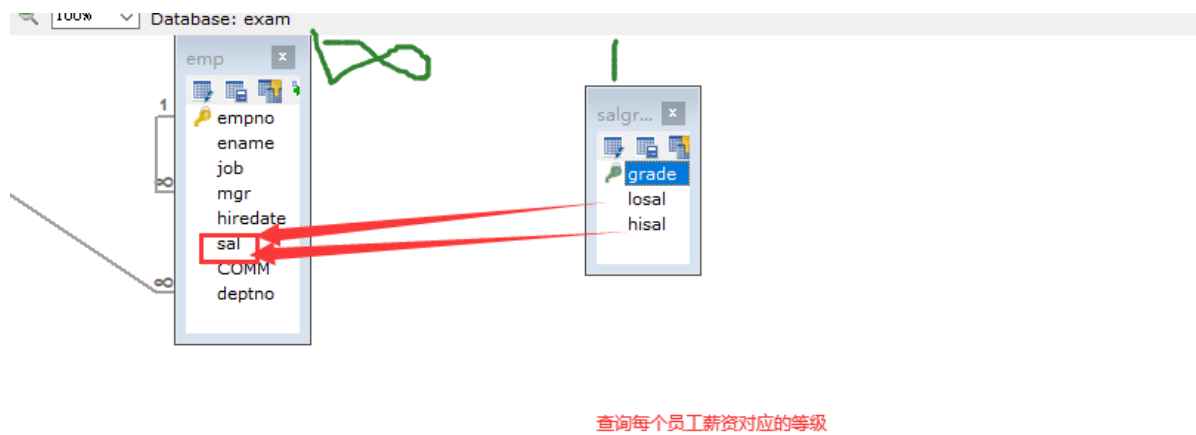 100% Database: exam
emp
1
empno
ename
job
mgr
∞
hiredate
sal
COMM
∞
deptno
∞
1
salgr...
grade
losal
hisal
查询每个员工薪资对应的等级